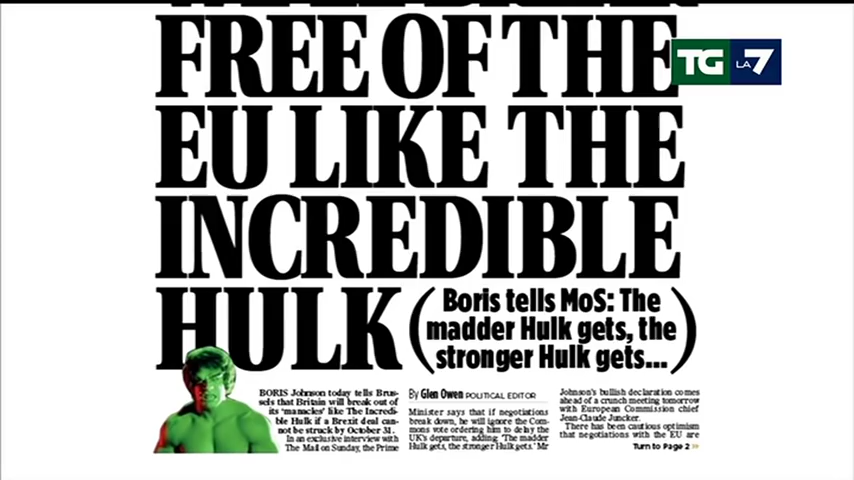 FREE OF THE
TG LA 7
EU LIKE THE
INCREDIBLE
HULK
(Boris tells MoS: The
madder Hulk gets, the
stronger Hulk gets...)
BORIS Johnson today tells Brus-
sels that Britain will break out of
its 'manacles' like The Incredi-
ble Hulk if a Brexit deal can-
not be struck by October 31.
In an exclusive interview with
The Mail on Sunday, the Prime
By Glen Owen POLITICAL EDITOR
Minister says that if negotiations
break down, he will ignore the Com-
mons vote ordering him to delay the
UK's departure, adding: 'The madder
Hulk gets, the stronger Hulk gets.' Mr
Johnson's bullish declaration comes
ahead of a crunch meeting tomorrow
with European Commission chief
Jean-Claude Juncker.
There has been cautious optimism
that negotiations with the EU are
Turn to Page 2 »